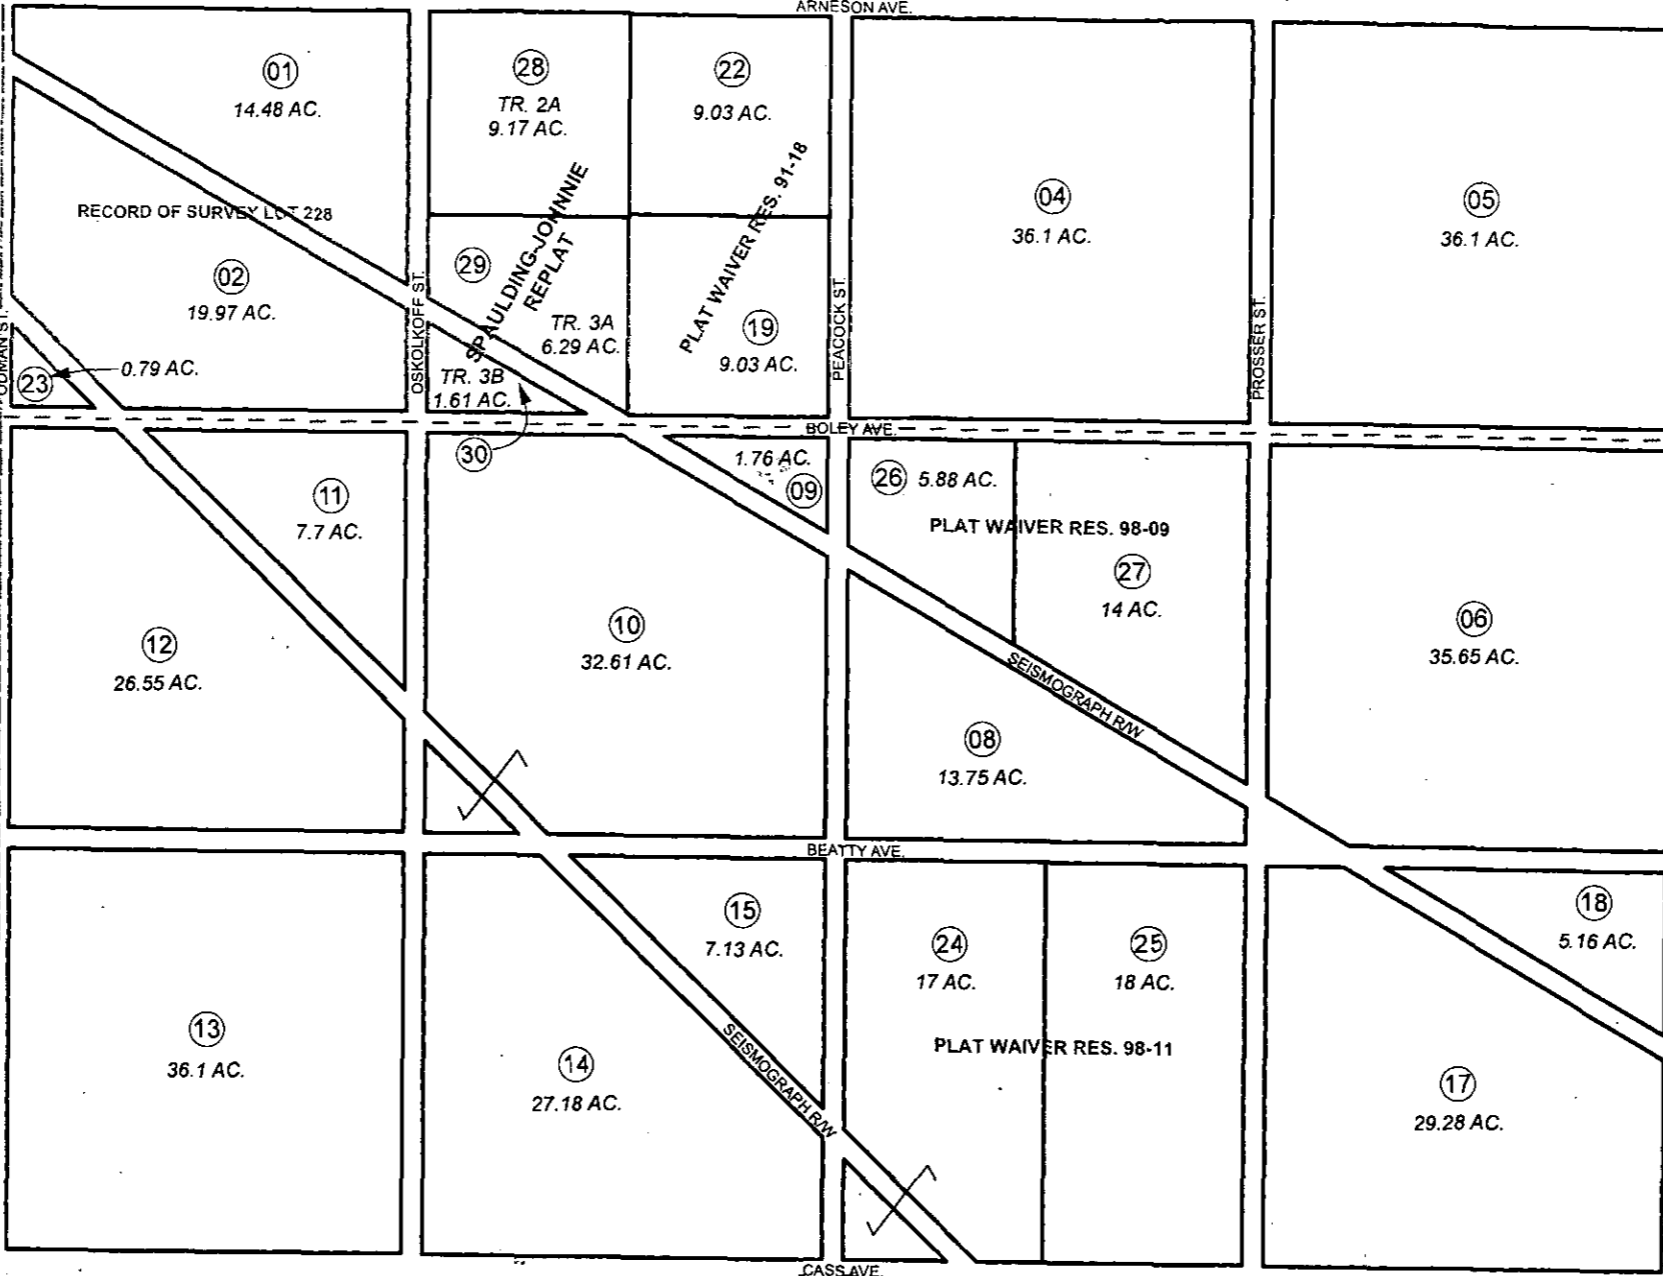 ARNESON AVE.
01
14.48 AC.
28
TR. 2A
9.17 AC.
22
9.03 AC.
04
36.1 AC.
05
36.1 AC.
RECORD OF SURVEY LOT 228
02
19.97 AC.
23
0.79 AC.
OSKOLKOFF ST.
29
SPAULDING-JOHNNIE
REPLAT
TR. 3A
6.29 AC.
TR. 3B
1.61 AC.
30
PLAT WAIVER RES. 91-18
19
9.03 AC.
PEACOCK ST.
PROSSER ST.
BOLEY AVE.
11
7.7 AC.
12
26.55 AC.
10
32.61 AC.
1.76 AC.
09
26
5.88 AC.
PLAT WAIVER RES. 98-09
27
14 AC.
06
35.65 AC.
SEISMOGRAPH R/W
08
13.75 AC.
BEATTY AVE.
13
36.1 AC.
14
27.18 AC.
15
7.13 AC.
SEISMOGRAPH R/W
24
17 AC.
25
18 AC.
PLAT WAIVER RES. 98-11
18
5.16 AC.
17
29.28 AC.
CASS AVE.